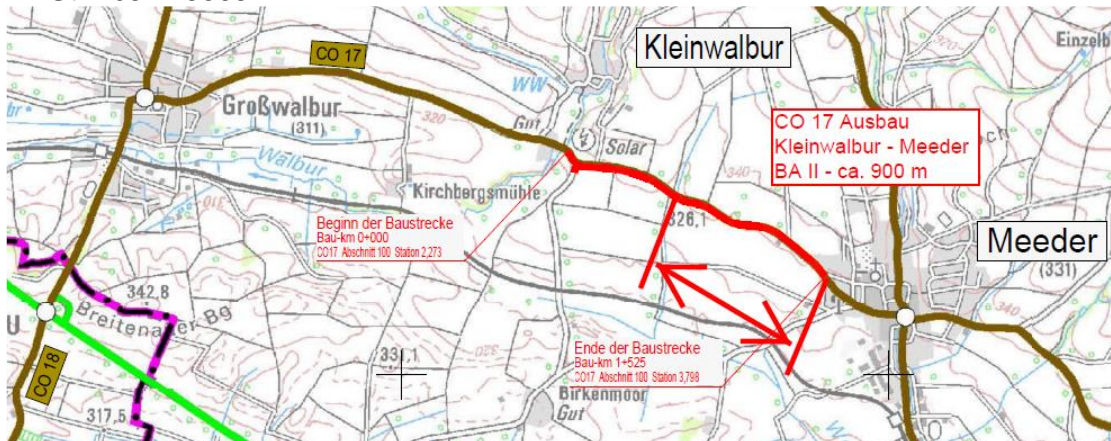 CO 17
Kleinwalbur
Einzelb
Großwalbur
(311)
WW
Gut
Solar
320
340
CO 17 Ausbau
Kleinwalbur - Meeder
BA II - ca. 900 m
Walbur
Kirchbergsmühle
326,1
Meeder
(331)
Beginn der Baustrecke
Bau-km 0+000
CO17 Abschnitt 100 Station 2,273
342,8
Breitenauer Bg
CO 18
331,1
317,5
Ende der Baustrecke
Bau-km 1+525
CO17 Abschnitt 100 Station 3,798
Birkenmoor
Gut
340